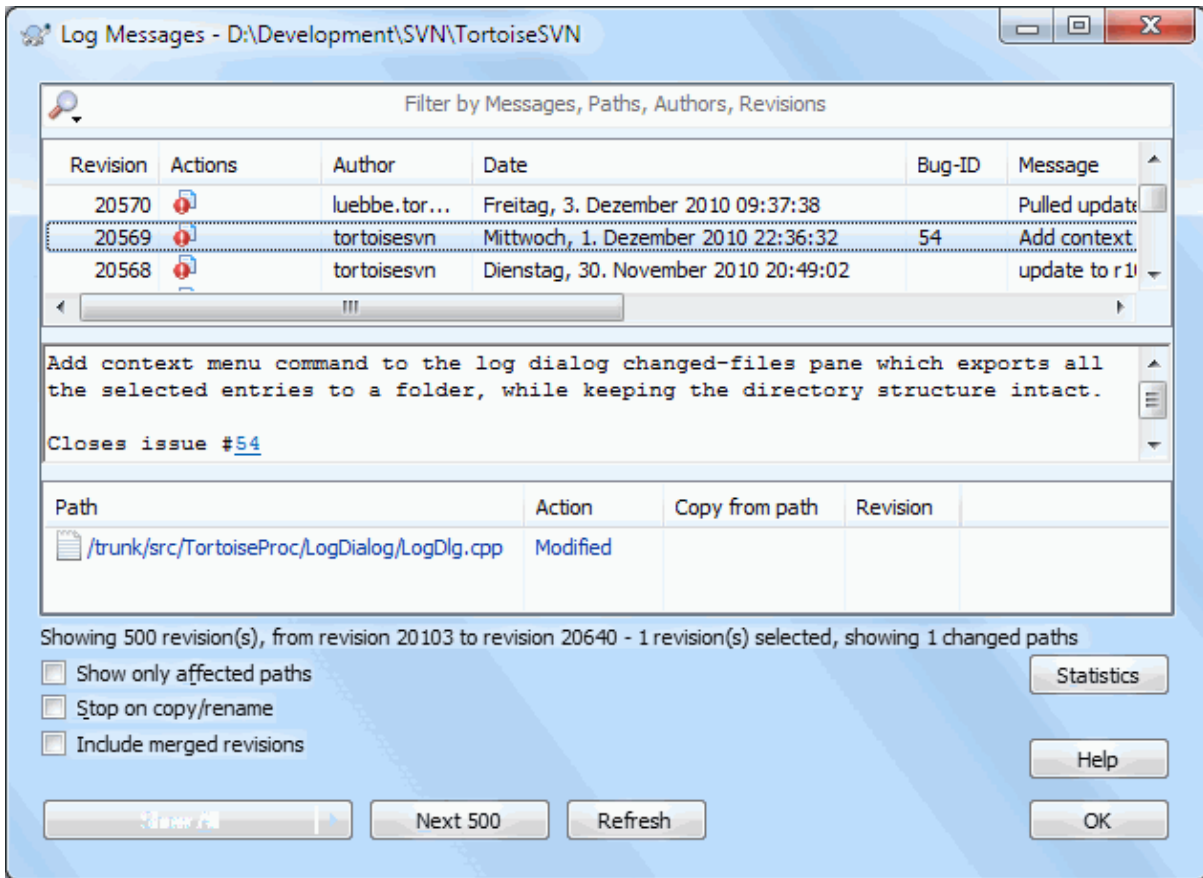 Log Messages - D:\Development\SVN\TortoiseSVN
Filter by Messages, Paths, Authors, Revisions
Revision Actions Author Date Bug-ID Message
20570 luebbe.tor... Freitag, 3. Dezember 2010 09:37:38 Pulled update
20569 tortoisesvn Mittwoch, 1. Dezember 2010 22:36:32 54 Add context
20568 tortoisesvn Dienstag, 30. November 2010 20:49:02 update to
Add context menu command to the log dialog changed-files pane which exports all
the selected entries to a folder, while keeping the directory structure intact.
Closes issue #54
Path Action Copy from path Revision
/trunk/src/TortoiseProc/LogDialog/LogDlg.cpp Modified
Showing 500 revision(s), from revision 20103 to revision 20640 - 1 revision(s) selected, showing 1 changed paths
Show only affected paths
Statistics
Stop on copy/rename
Include merged revisions
Help
Next 500 Refresh OK